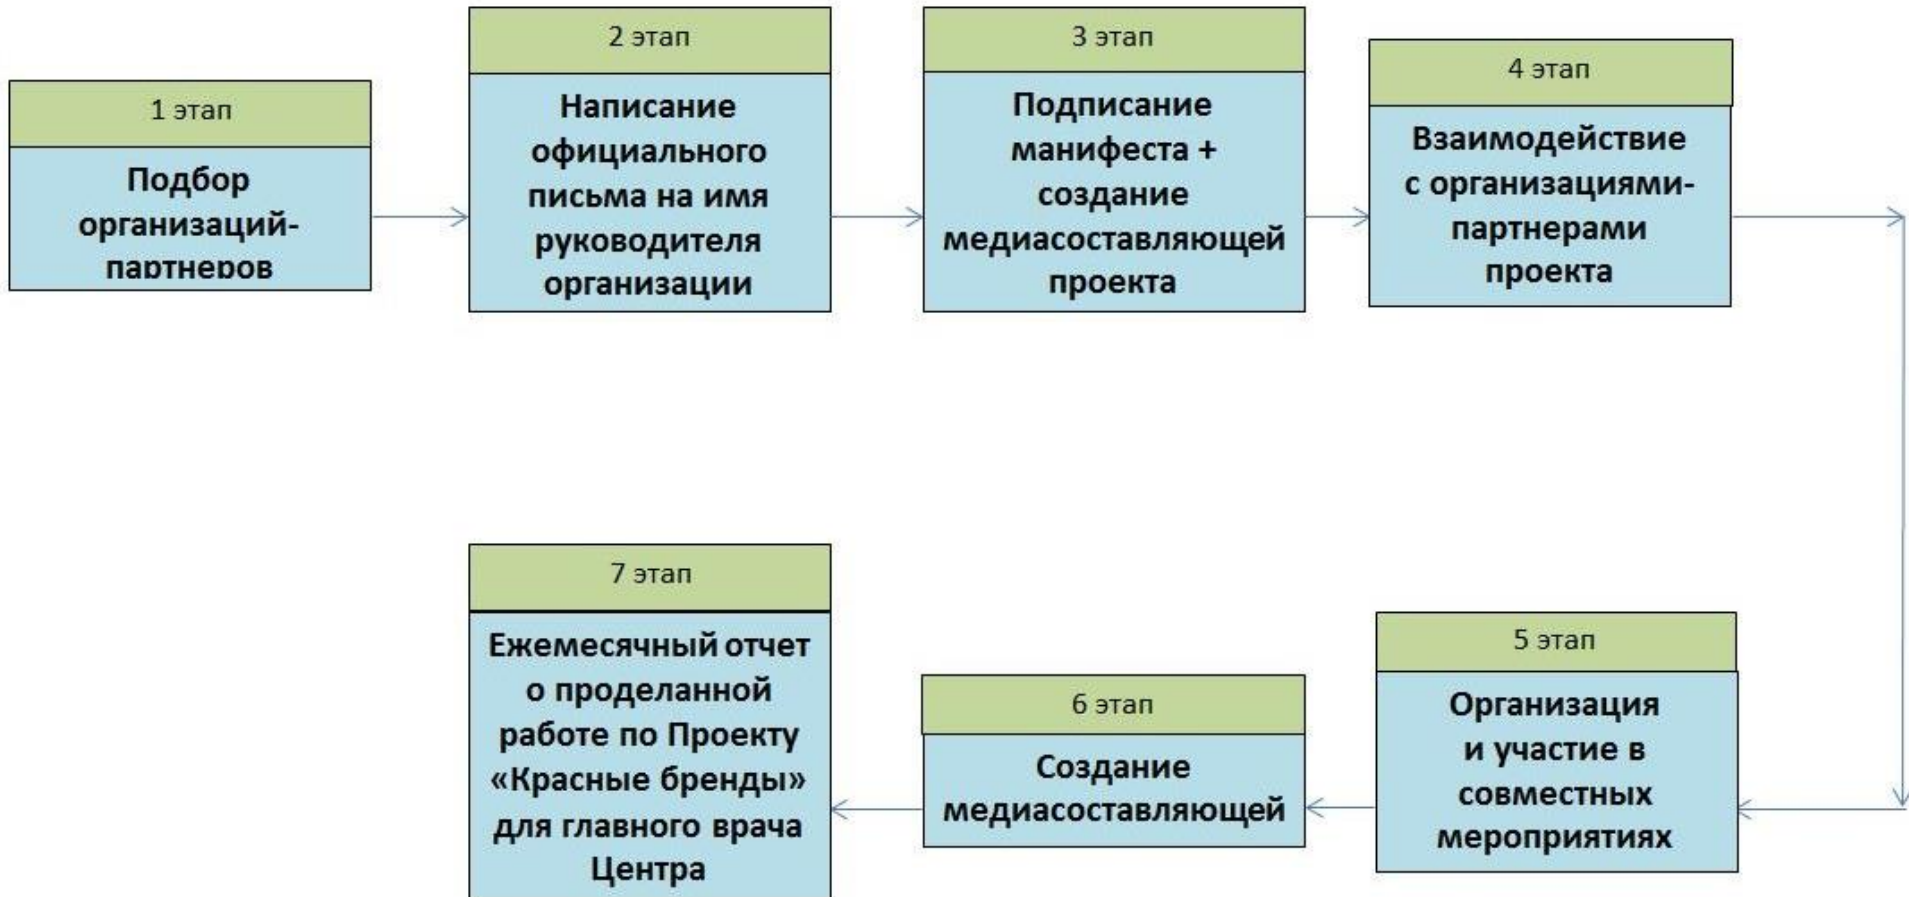 1 этап
Подбор
организаций-
партнеров
2 этап
Написание
официального
письма на имя
руководителя
организации
3 этап
Подписание
манифеста +
создание
медиасоставляющей
проекта
4 этап
Взаимодействие
с организациями-
партнерами
проекта
5 этап
Организация
и участие в
совместных
мероприятиях
6 этап
Создание
медиасоставляющей
7 этап
Ежемесячный отчет
о проделанной
работе по Проекту
«Красные бренды»
для главного врача
Центра